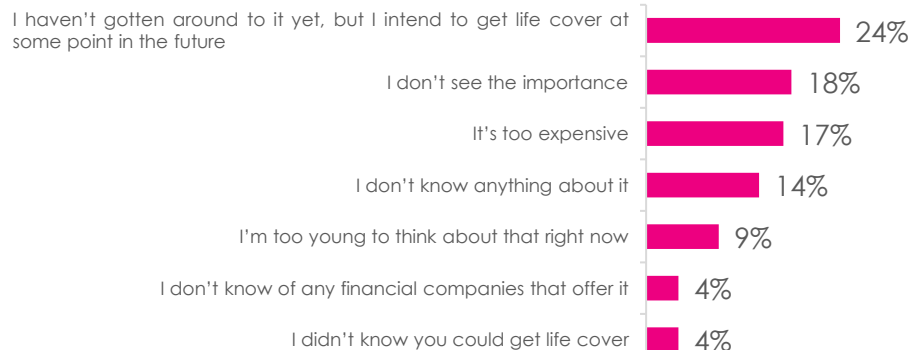 I haven’t gotten around to it yet, but I intend to get life cover at
some point in the future
24%
I don’t see the importance
18%
It’s too expensive
17%
I don’t know anything about it
14%
I’m too young to think about that right now
9%
I don’t know of any financial companies that offer it
4%
I didn’t know you could get life cover
4%